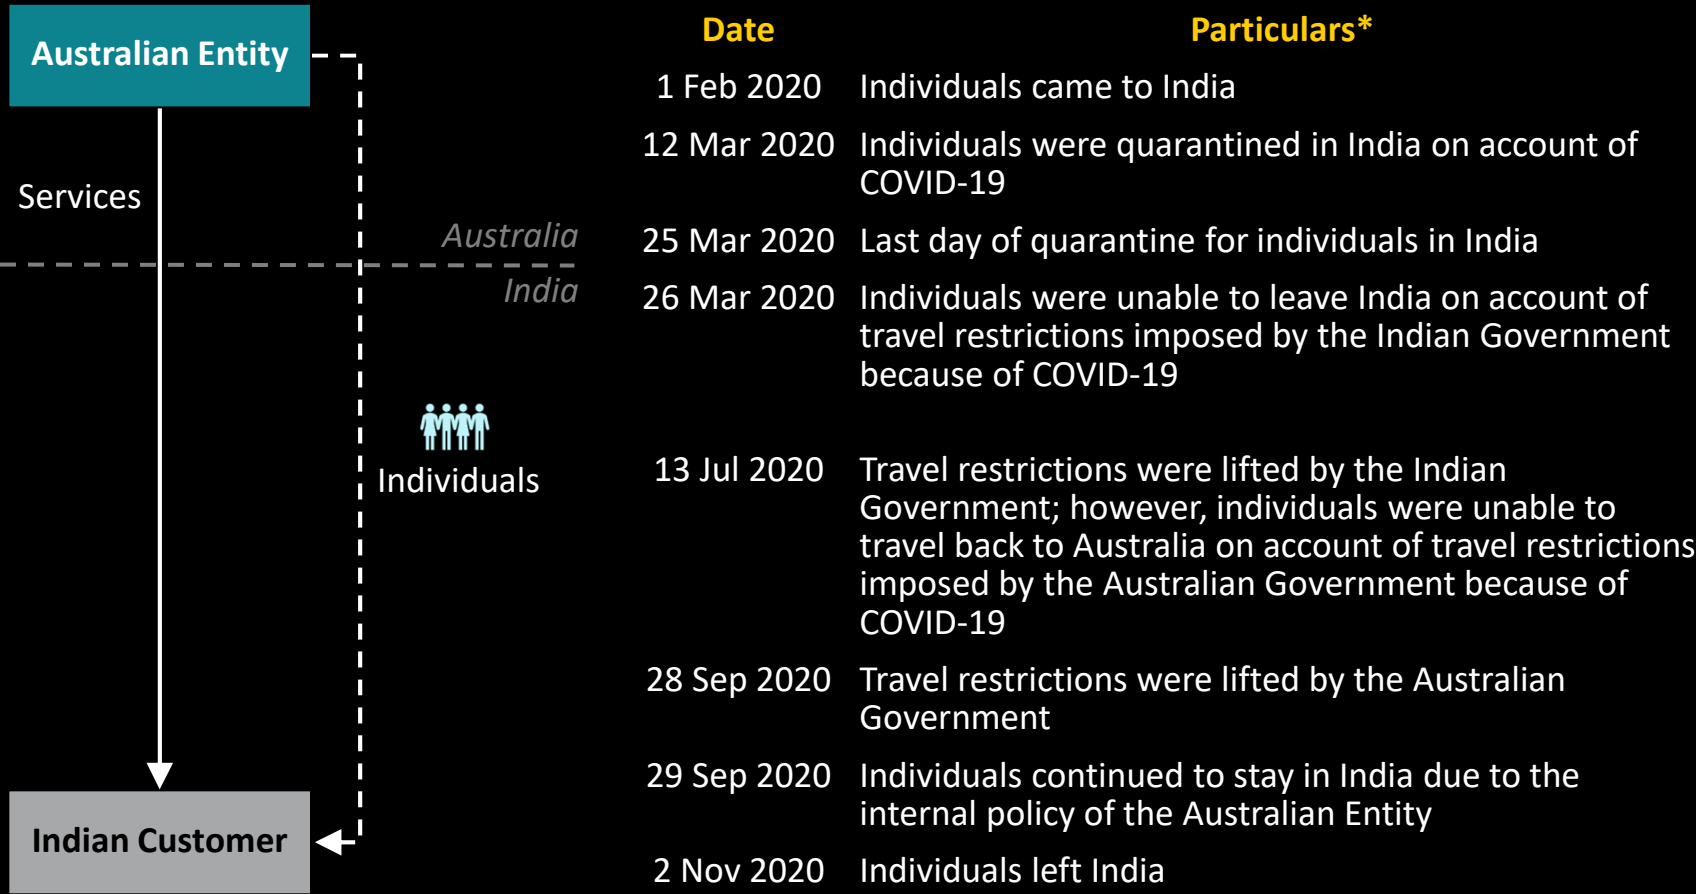 Australian Entity
Services
Australia
India
Individuals
Indian Customer
Date Particulars*
1 Feb 2020 Individuals came to India
12 Mar 2020 Individuals were quarantined in India on account of
COVID-19
25 Mar 2020 Last day of quarantine for individuals in India
26 Mar 2020 Individuals were unable to leave India on account of
travel restrictions imposed by the Indian Government
because of COVID-19
13 Jul 2020 Travel restrictions were lifted by the Indian
Government; however, individuals were unable to
travel back to Australia on account of travel restrictions
imposed by the Australian Government because of
COVID-19
28 Sep 2020 Travel restrictions were lifted by the Australian
Government
29 Sep 2020 Individuals continued to stay in India due to the
internal policy of the Australian Entity
2 Nov 2020 Individuals left India